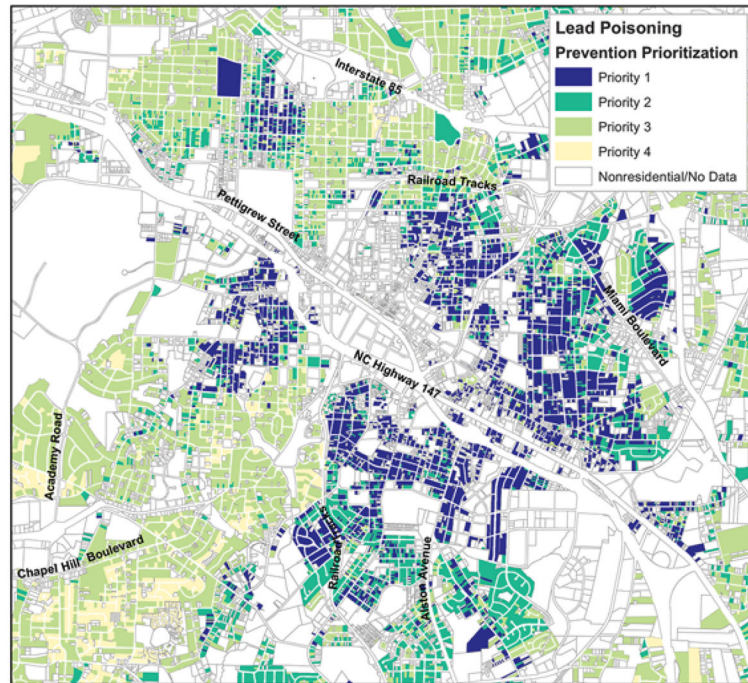 Lead Poisoning
Prevention Prioritization
Priority 1
Priority 2
Priority 3
Priority 4
Nonresidential/No Data
Interstate 85
Railroad Tracks
Pettigrew Street
Miami Boulevard
NC Highway 147
Academy Road
Chapel Hill Boulevard
Railroad Tracks
Alston Avenue